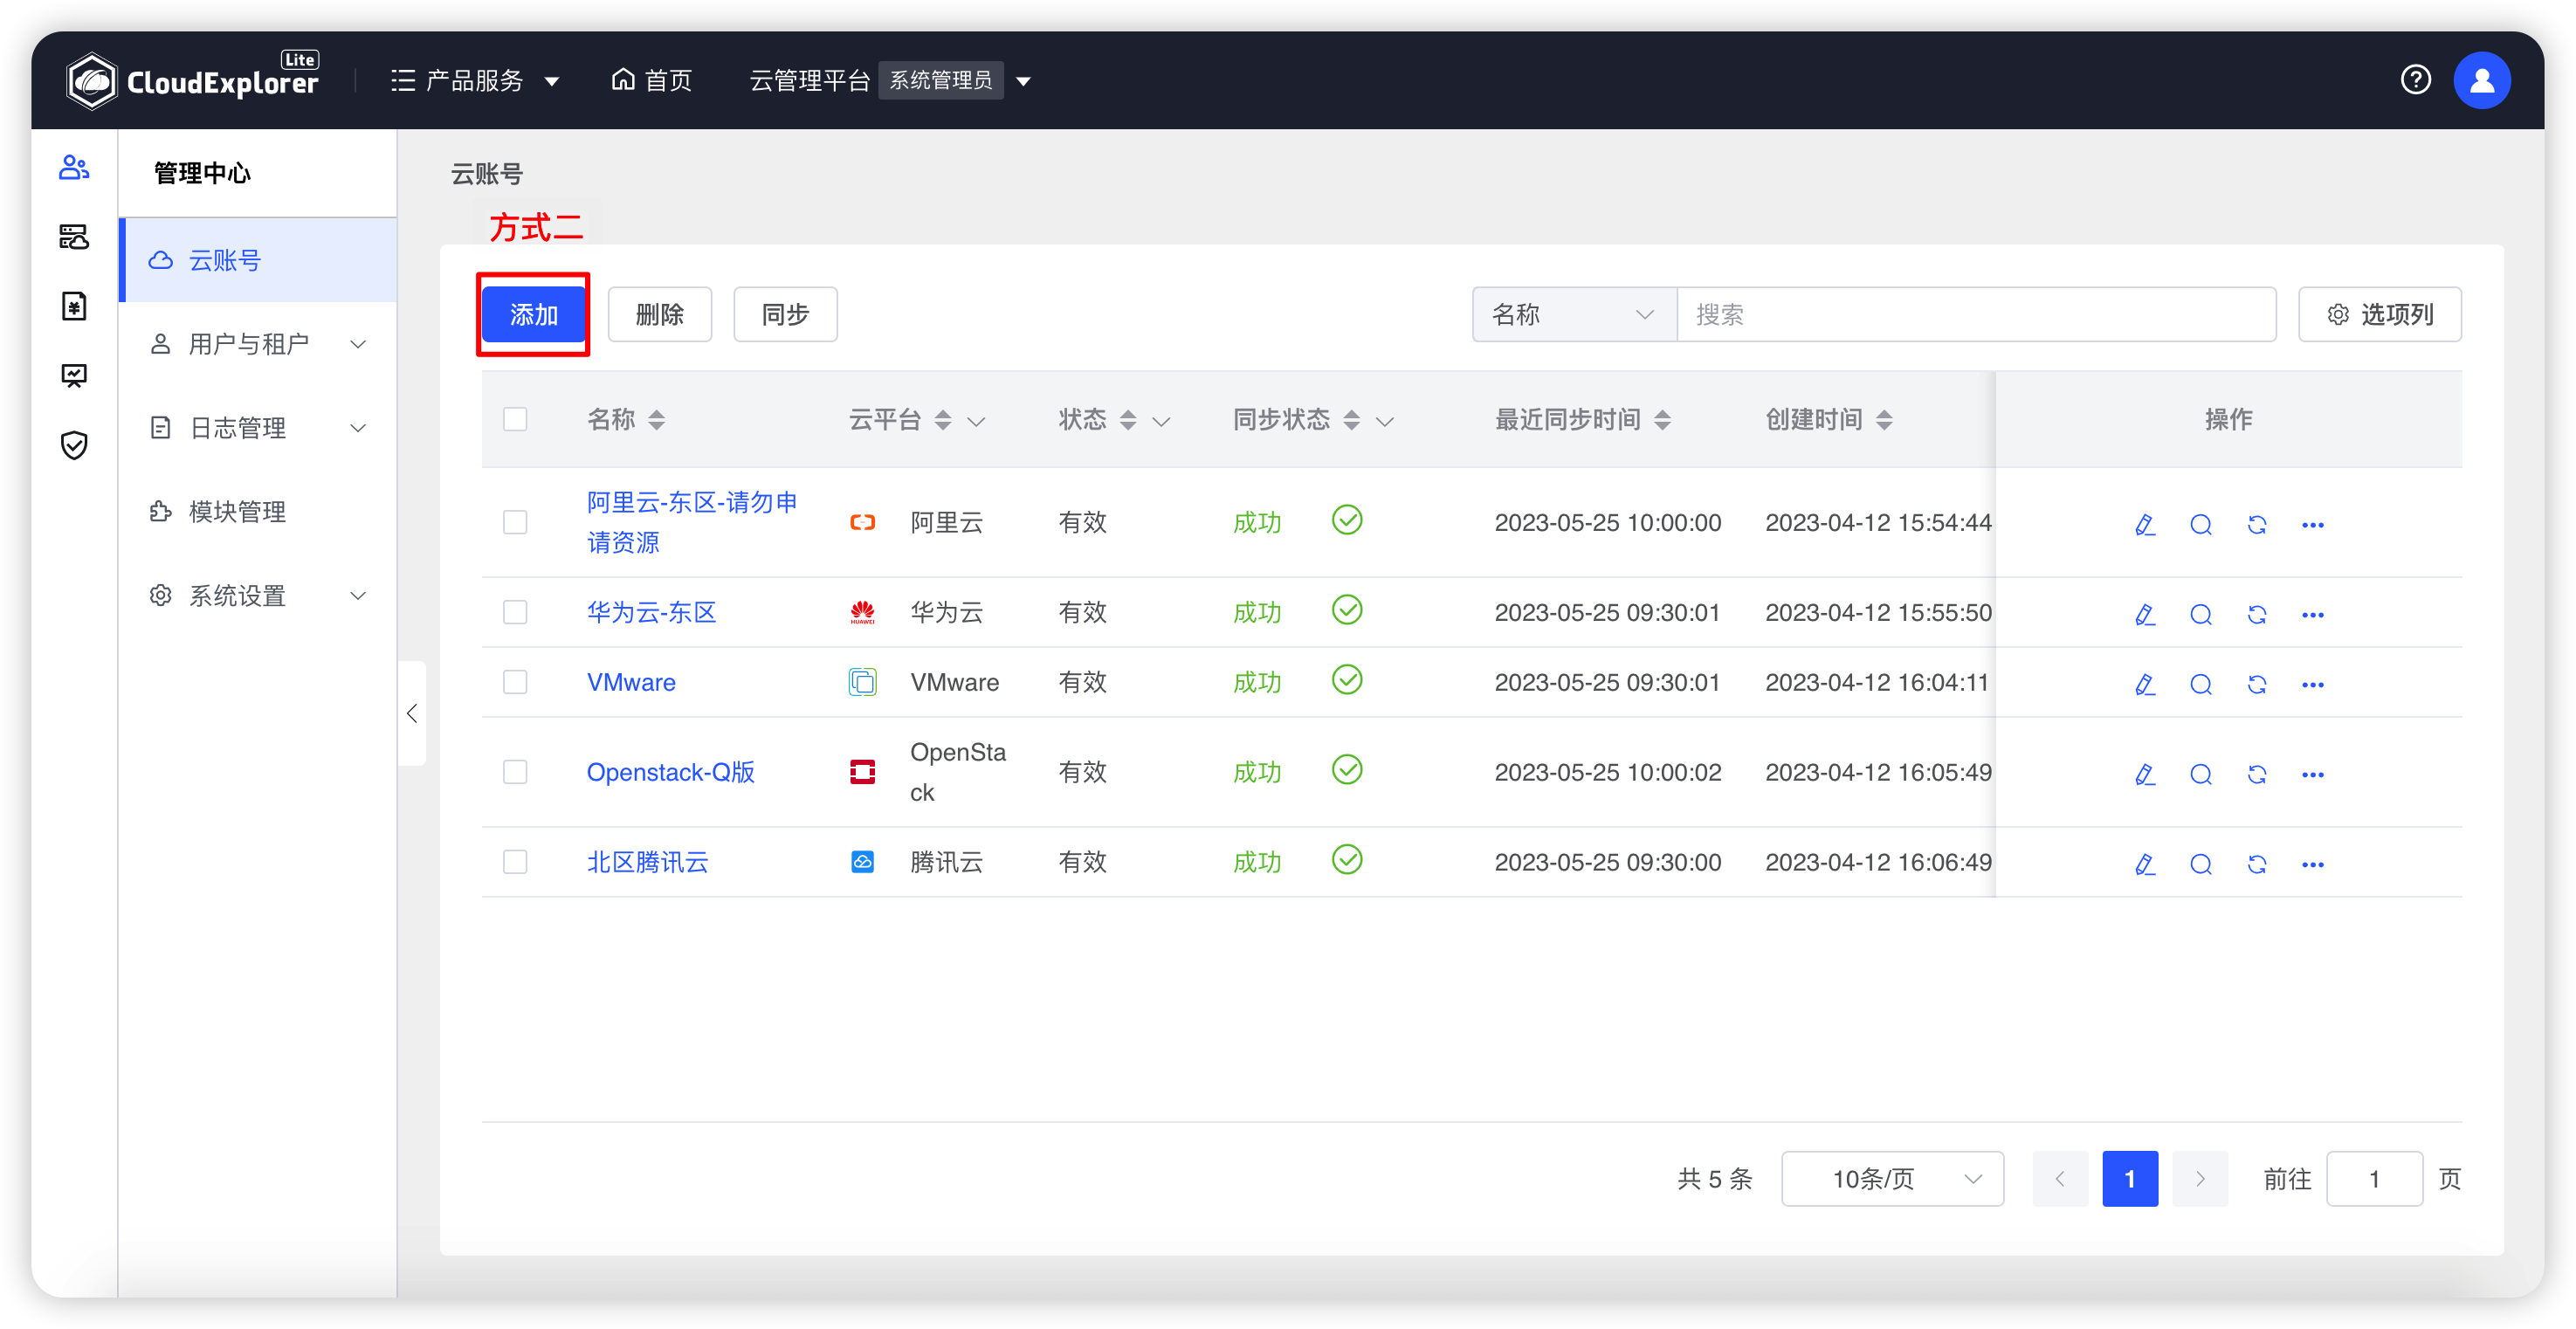 CloudExplorer Lite
产品服务
首页
云管理平台 系统管理员
管理中心
云账号
用户与租户
日志管理
模块管理
系统设置
云账号
方式二
添加 删除 同步
名称 搜索 选项列
名称 云平台 状态 同步状态 最近同步时间 创建时间 操作
阿里云-东区-请勿申
请资源
阿里云 有效 成功 2023-05-25 10:00:00 2023-04-12 15:54:44
华为云-东区 HUAWEI 华为云 有效 成功 2023-05-25 09:30:01 2023-04-12 15:55:50
VMware VMware 有效 成功 2023-05-25 09:30:01 2023-04-12 16:04:11
Openstack-Q版 OpenSta
ck
有效 成功 2023-05-25 10:00:02 2023-04-12 16:05:49
北区腾讯云 腾讯云 有效 成功 2023-05-25 09:30:00 2023-04-12 16:06:49
共 5 条 10条/页 1 前往 1 页